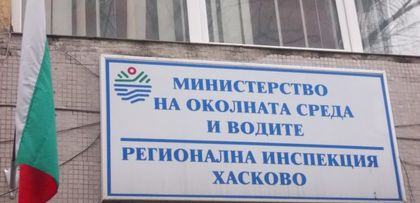 МИНИСТЕРСТВО
НА ОКОЛНАТА СРЕДА
И ВОДИТЕ
РЕГИОНАЛНА ИНСПЕКЦИЯ
ХАСКОВО